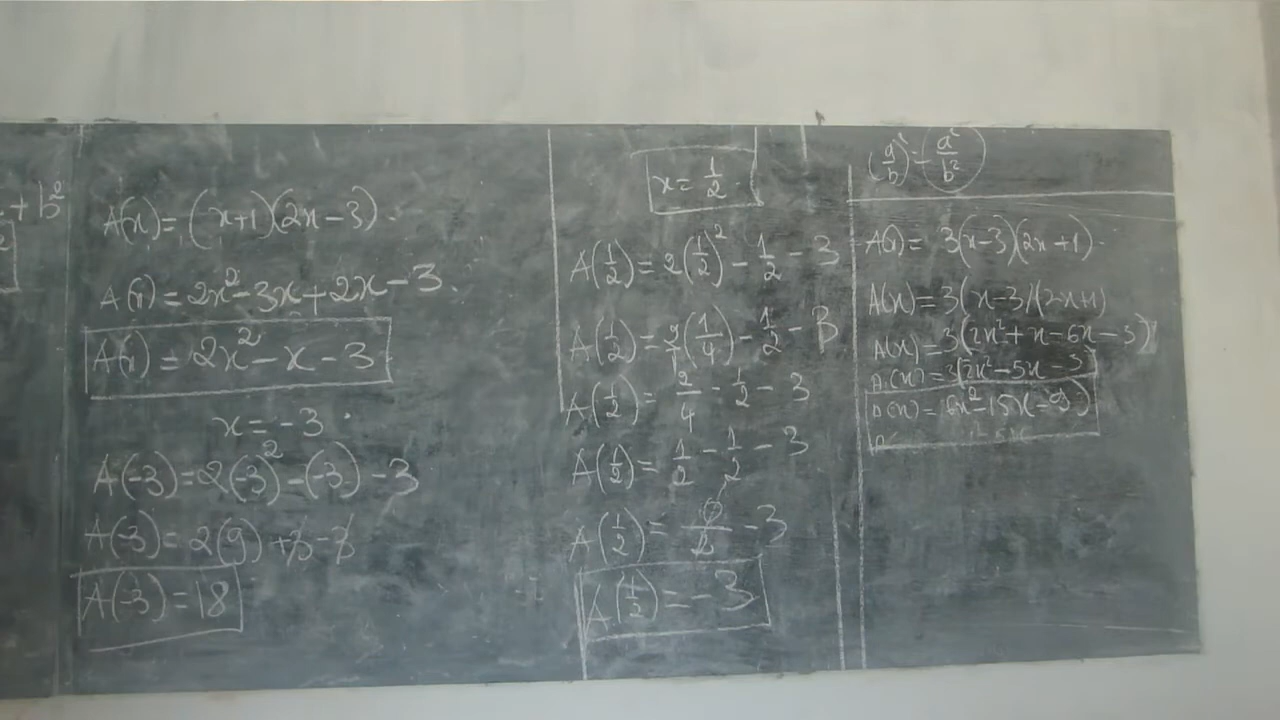 + b²
A(x) = (x+1)(2x-3).
A(x) = 2x²-3x+2x-3.
A(x) = 2x²-x-3
x = -3.
A(-3) = 2(-3)²-(-3)-3
A(-3) = 2(9)+3-3
A(-3) = 18
x = 1/2
A(1/2) = 2(1/2)² - 1/2 - 3
A(1/2) = 2/1(1/4) - 1/2 - 3
A(1/2) = 2/4 - 1/2 - 3
A(1/2) = 1/2 - 1/2 - 3
A(1/2) = 0/2 - 3
A(1/2) = -3
(a/b)² = a²/b²
A(x) = 3(x-3)(2x+1).
A(x) = 3(x-3)(2x+1)
A(x) = 3(2x²+x-6x-3)
A(x) = 3(2x²-5x-3)
A(x) = 6x²-15x-9